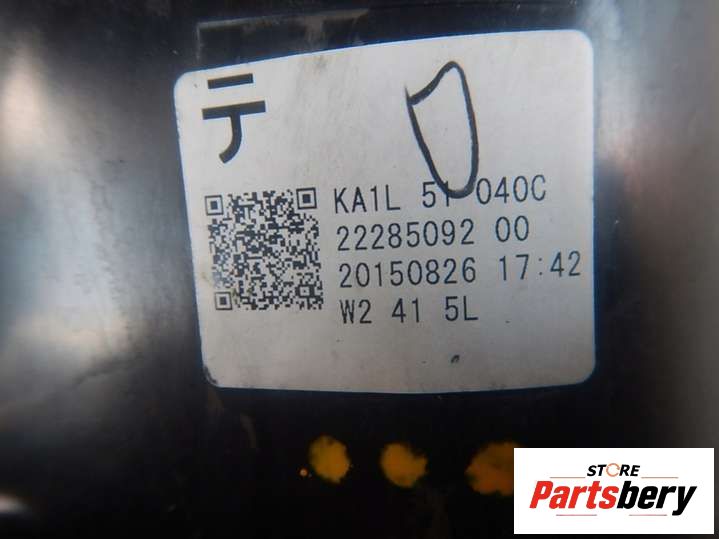 テ
KA1L 51 040C
22285092 00
20150826 17:42
W2 41 5L
STORE
Partsbery